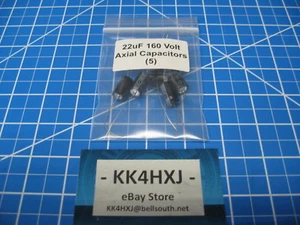 22uF 160 Volt
Axial Capacitors
(5)
- KK4HXJ -
eBay Store
KK4HXJ@bellsouth.net